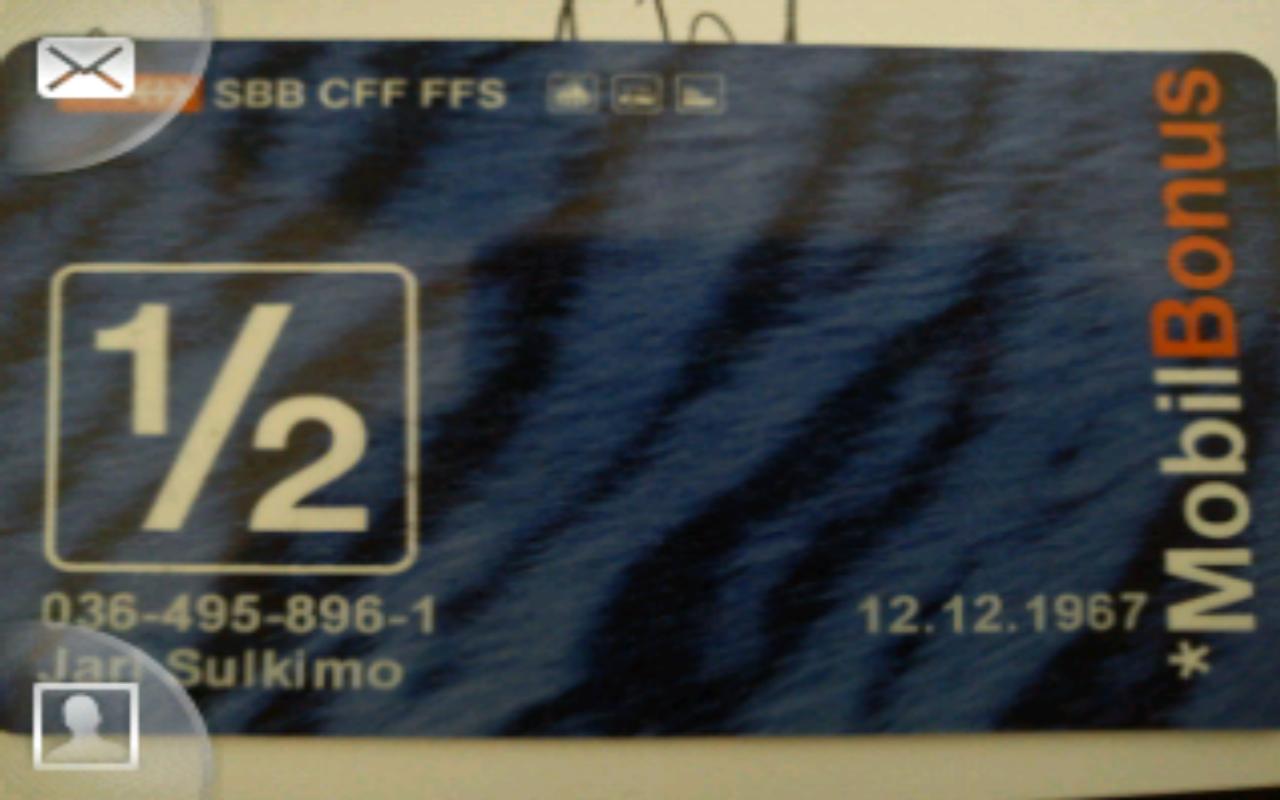 SBB CFF FFS
1/2
036-495-896-1
Jari Sulkimo
12.12.1967
*MobilBonus